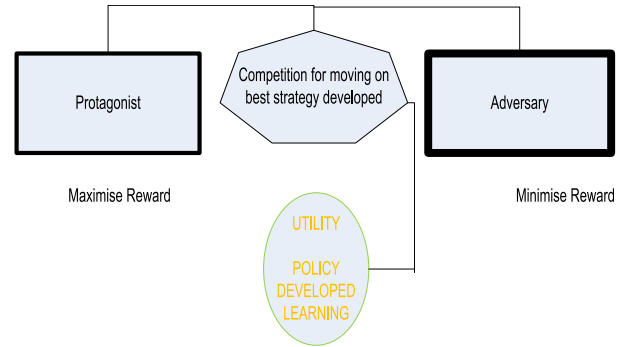 Competition for moving on
best strategy developed
Protagonist
Adversary
Maximise Reward
Minimise Reward
UTILITY
POLICY
DEVELOPED
LEARNING